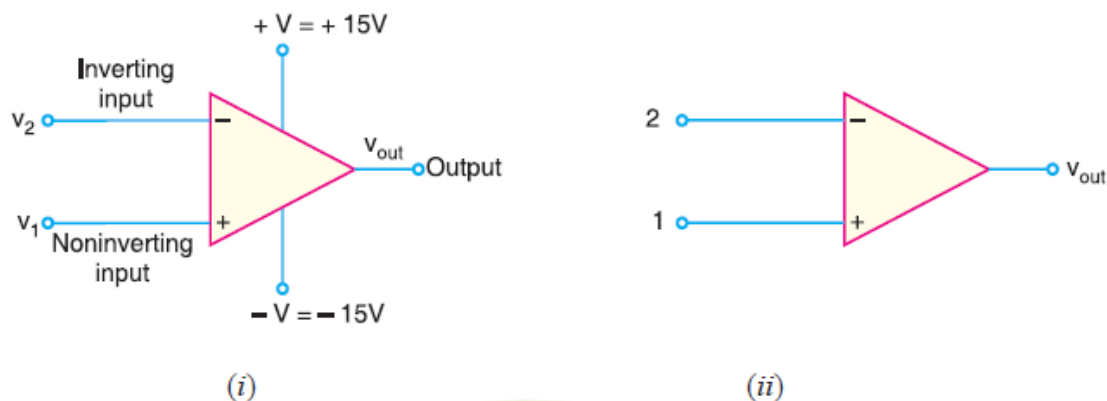 + V = + 15V
Inverting
input
v2
−
vout
Output
v1
+
Noninverting
input
− V = − 15V
(i)
2
−
vout
1
+
(ii)